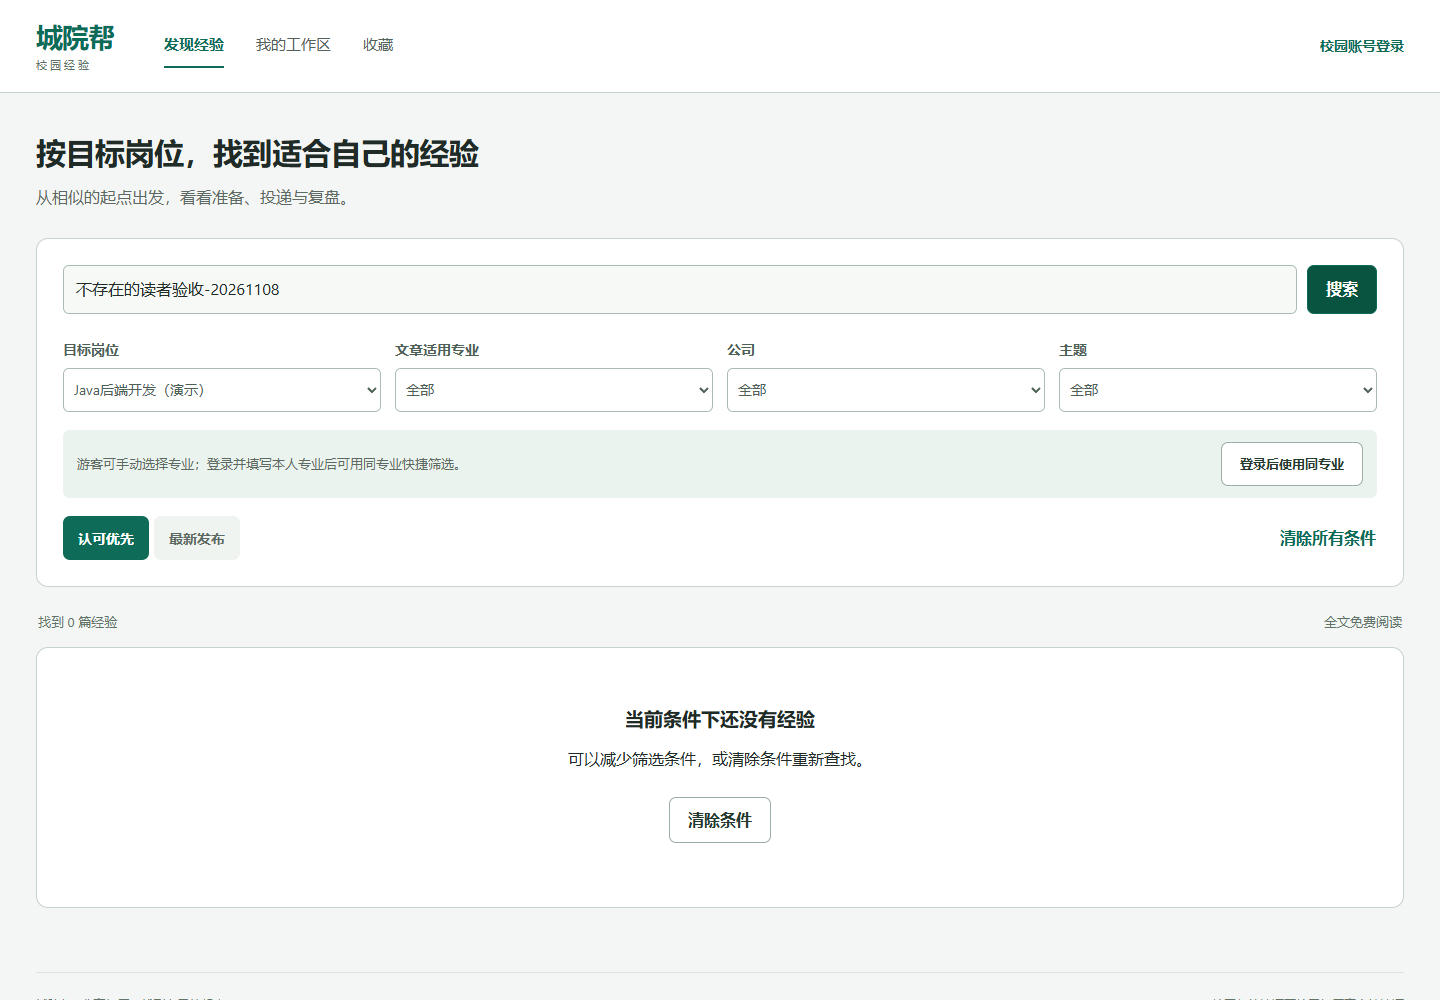 城院帮
校园经验
发现经验 我的工作区 收藏
校园账号登录
按目标岗位，找到适合自己的经验
从相似的起点出发，看看准备、投递与复盘。
不存在的读者验收-20261108
搜索
目标岗位 文章适用专业 公司 主题
Java后端开发（演示） 全部 全部 全部
游客可手动选择专业；登录并填写本人专业后可用同专业快捷筛选。
登录后使用同专业
认可优先 最新发布
清除所有条件
找到 0 篇经验
全文免费阅读
当前条件下还没有经验
可以减少筛选条件，或清除条件重新查找。
清除条件